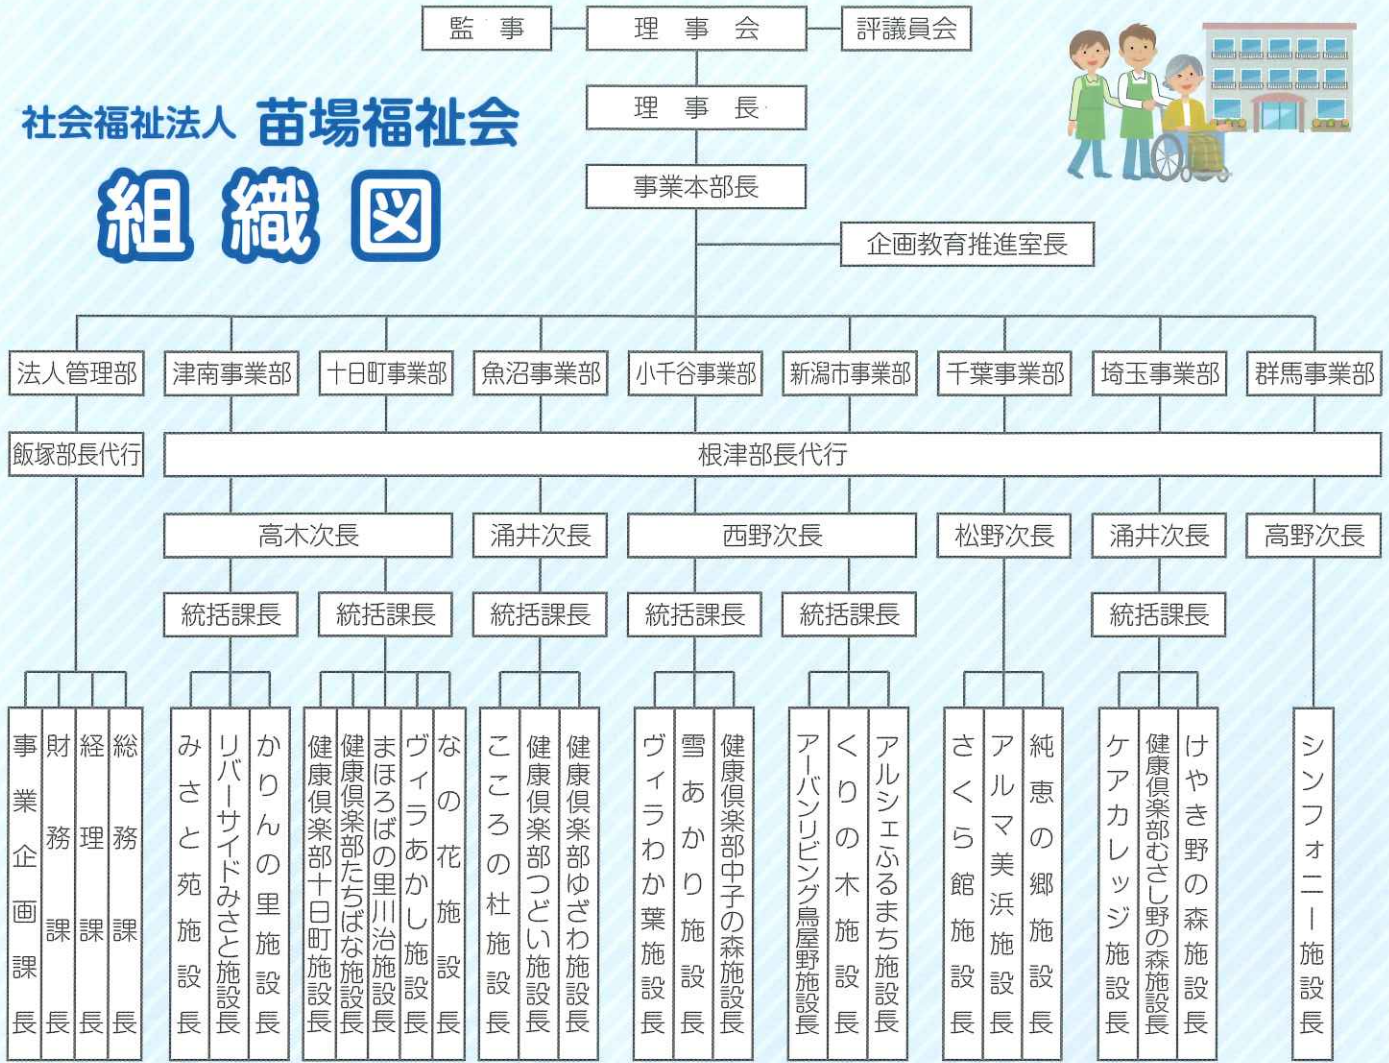 監事
理事会
評議員会
理事長
社会福祉法人 苗場福祉会
組織図
事業本部長
企画教育推進室長
法人管理部
津南事業部
十日町事業部
魚沼事業部
小千谷事業部
新潟市事業部
千葉事業部
埼玉事業部
群馬事業部
飯塚部長代行
根津部長代行
高木次長
涌井次長
西野次長
松野次長
涌井次長
高野次長
統括課長
統括課長
統括課長
統括課長
統括課長
統括課長
事業企画課長
財務課長
経理課長
総務課長
みさと苑施設長
リバーサイドみさと施設長
かりんの里施設長
健康倶楽部十日町施設長
健康倶楽部たちばな施設長
まほろばの里川治施設長
ヴィラあかし施設長
なの花施設長
こころの杜施設長
健康倶楽部つどい施設長
健康倶楽部ゆざわ施設長
ヴィラわか葉施設長
雪あかり施設長
健康倶楽部中子の森施設長
アーバンリビング鳥屋野施設長
くりの木施設長
アルシェふるまち施設長
さくら館施設長
アルマ美浜施設長
純恵の郷施設長
ケアカレッジ施設長
健康倶楽部むさし野の森施設長
けやき野の森施設長
シンフォニー施設長